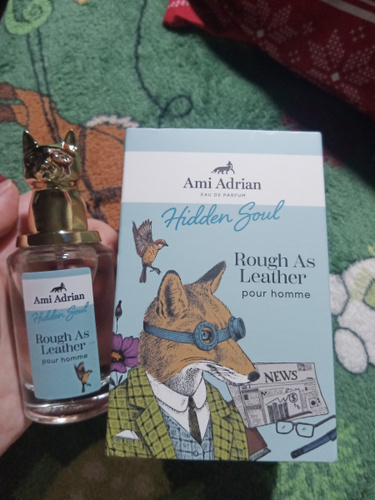 Ami Adrian
EAU DE PARFUM
Hidden Soul
Rough As
Leather
pour homme
NEWS
Ami Adrian
Hidden Soul
Rough As
Leather
pour homme